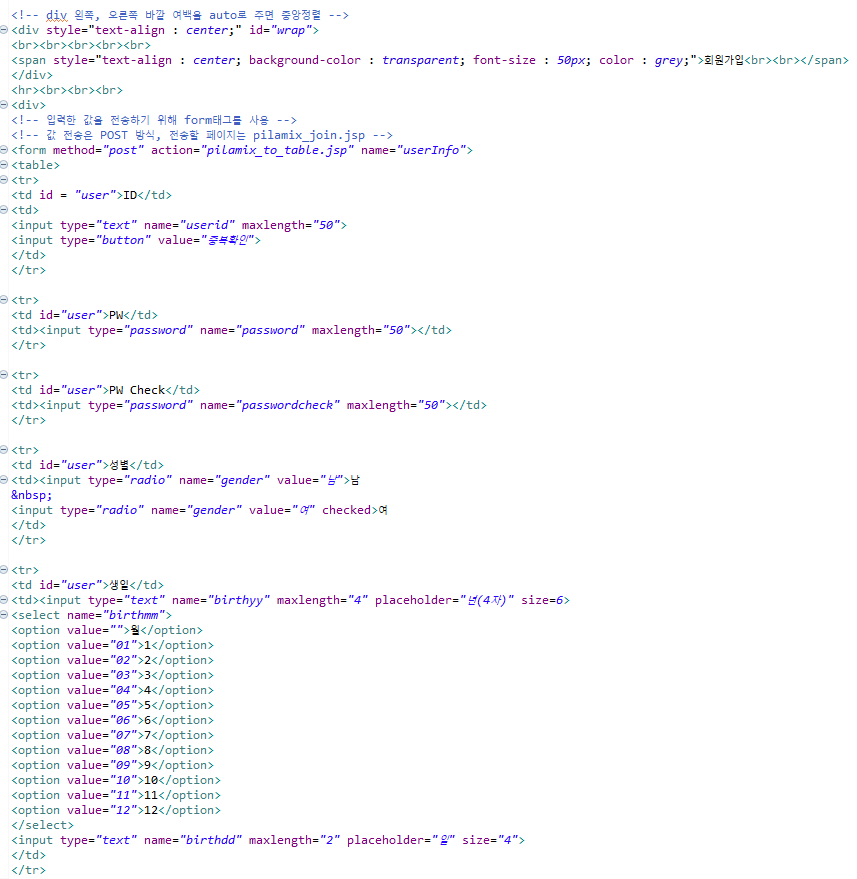 <!-- div 왼쪽, 오른쪽 바깥 여백을 auto로 주면 중앙정렬 -->
<div style="text-align : center;" id="wrap">
<br><br><br><br><br>
<span style="text-align : center; background-color : transparent; font-size : 50px; color : grey;">회원가입<br><br></span>
</div>
<hr><br><br><br>
<div>
<!-- 입력한 값을 전송하기 위해 form태그를 사용 -->
<!-- 값 전송은 POST 방식, 전송할 페이지는 pilamix_join.jsp -->
<form method="post" action="pilamix_to_table.jsp" name="userInfo">
<table>
<tr>
<td id = "user">ID</td>
<td>
<input type="text" name="userid" maxlength="50">
<input type="button" value="중복확인">
</td>
</tr>
<tr>
<td id="user">PW</td>
<td><input type="password" name="password" maxlength="50"></td>
</tr>
<tr>
<td id="user">PW Check</td>
<td><input type="password" name="passwordcheck" maxlength="50"></td>
</tr>
<tr>
<td id="user">성별</td>
<td><input type="radio" name="gender" value="남">남
&nbsp;
<input type="radio" name="gender" value="여" checked>여
</td>
</tr>
<tr>
<td id="user">생일</td>
<td><input type="text" name="birthyy" maxlength="4" placeholder="년(4자)" size=6>
<select name="birthmm">
<option value="">월</option>
<option value="01">1</option>
<option value="02">2</option>
<option value="03">3</option>
<option value="04">4</option>
<option value="05">5</option>
<option value="06">6</option>
<option value="07">7</option>
<option value="08">8</option>
<option value="09">9</option>
<option value="10">10</option>
<option value="11">11</option>
<option value="12">12</option>
</select>
<input type="text" name="birthdd" maxlength="2" placeholder="일" size="4">
</td>
</tr>